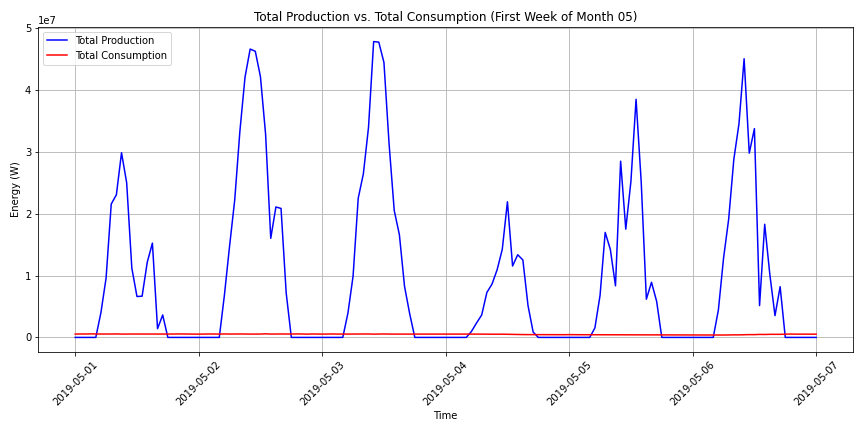 Total Production vs. Total Consumption (First Week of Month 05)
1e7
Total Production
Total Consumption
5
4
3
2
1
0
Energy (W)
2019-05-01
2019-05-02
2019-05-03
2019-05-04
2019-05-05
2019-05-06
2019-05-07
Time